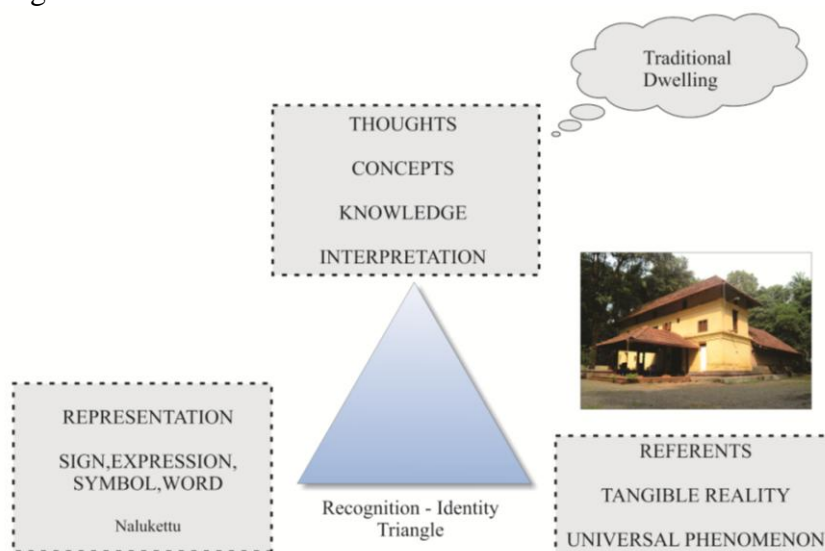 Traditional
Dwelling
THOUGHTS
CONCEPTS
KNOWLEDGE
INTERPRETATION
REPRESENTATION
SIGN,EXPRESSION,
SYMBOL,WORD
Nalukettu
Recognition - Identity
Triangle
REFERENTS
TANGIBLE REALITY
UNIVERSAL PHENOMENON